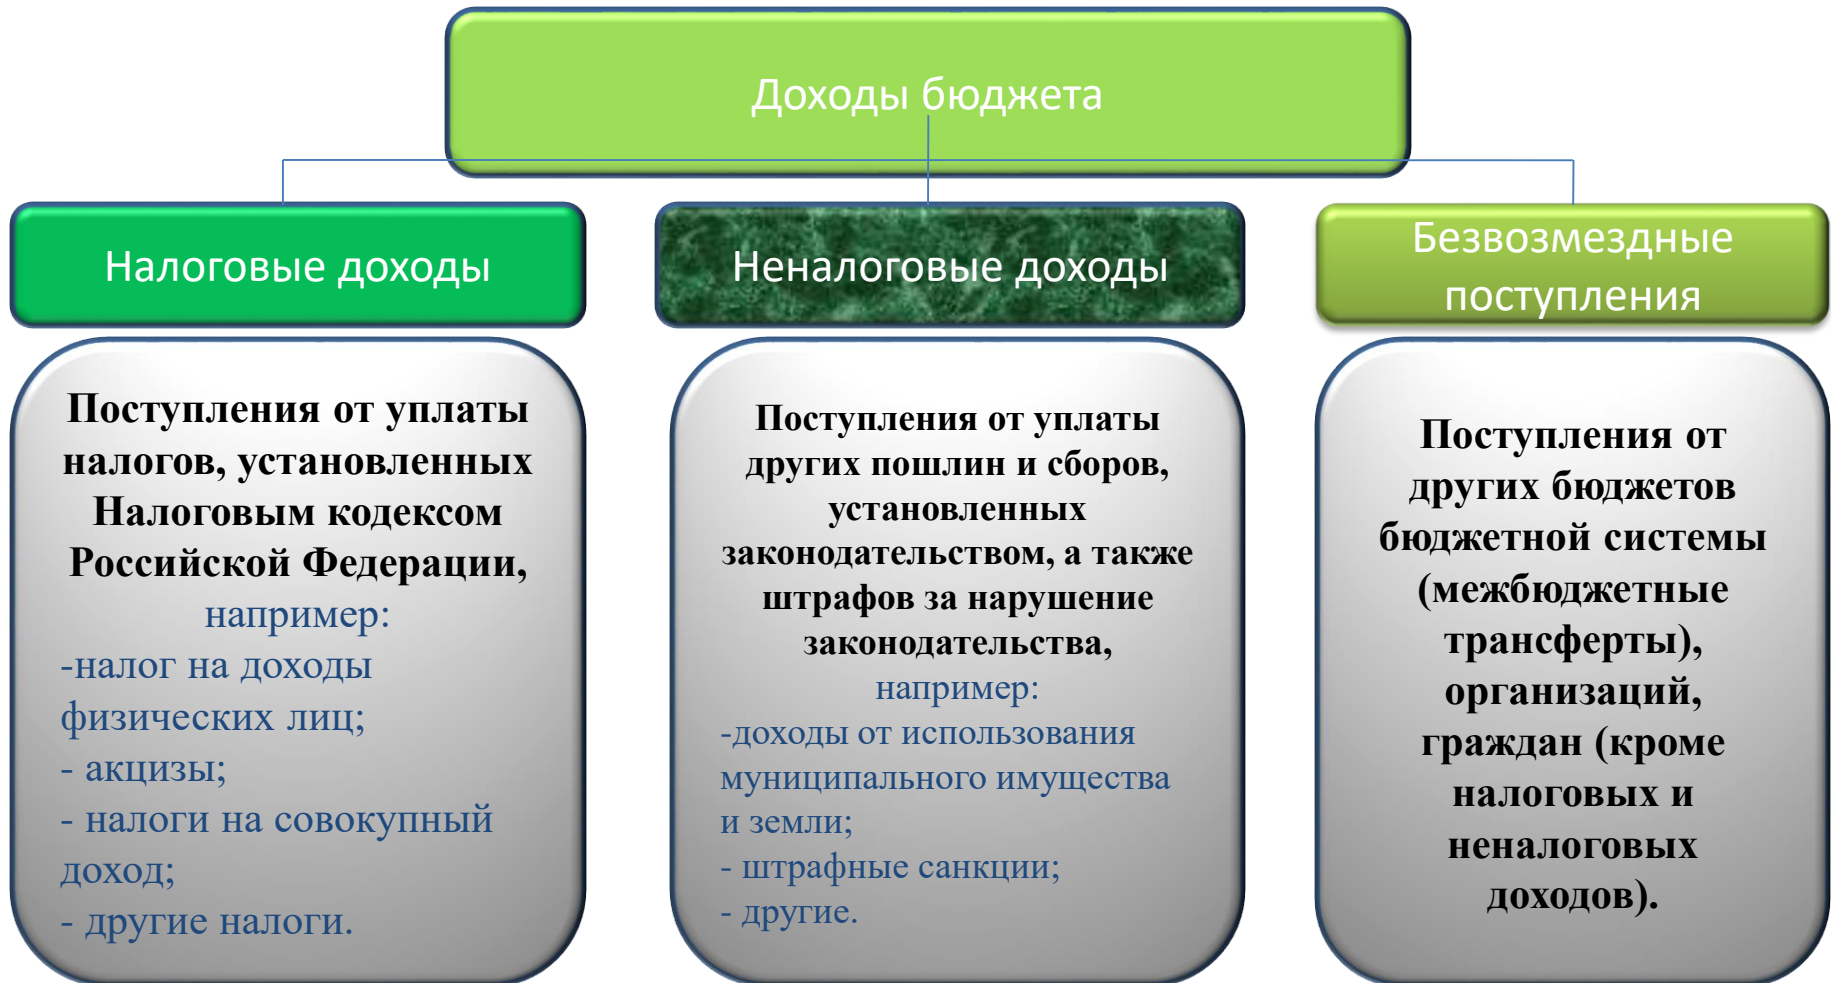 Доходы бюджета
Налоговые доходы
Поступления от уплаты
налогов, установленных
Налоговым кодексом
Российской Федерации,
например:
-налог на доходы
физических лиц;
- акцизы;
- налоги на совокупный
доход;
- другие налоги.
Неналоговые доходы
Поступления от уплаты
других пошлин и сборов,
установленных
законодательством, а также
штрафов за нарушение
законодательства,
например:
-доходы от использования
муниципального имущества
и земли;
- штрафные санкции;
- другие.
Безвозмездные
поступления
Поступления от
других бюджетов
бюджетной системы
(межбюджетные
трансферты),
организаций,
граждан (кроме
налоговых и
неналоговых
доходов).